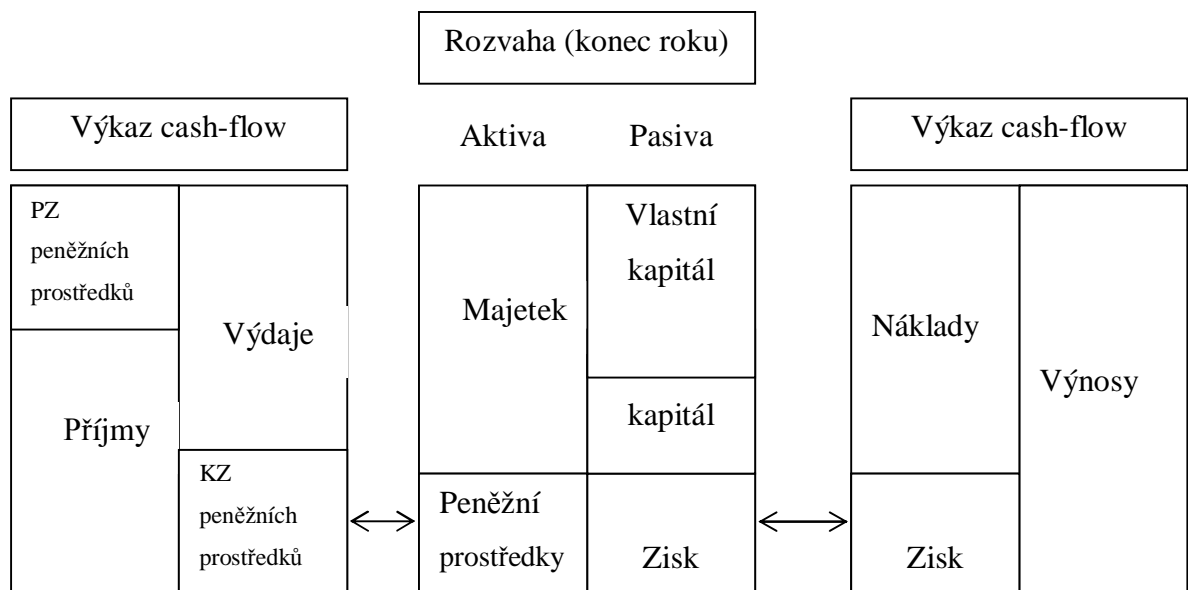 Rozvaha (konec roku)
Výkaz cash-flow
Aktiva
Pasiva
Výkaz cash-flow
PZ
peněžních
prostředků
Příjmy
Výdaje
KZ
peněžních
prostředků
Majetek
Peněžní
prostředky
Vlastní
kapitál
kapitál
Zisk
Náklady
Zisk
Výnosy